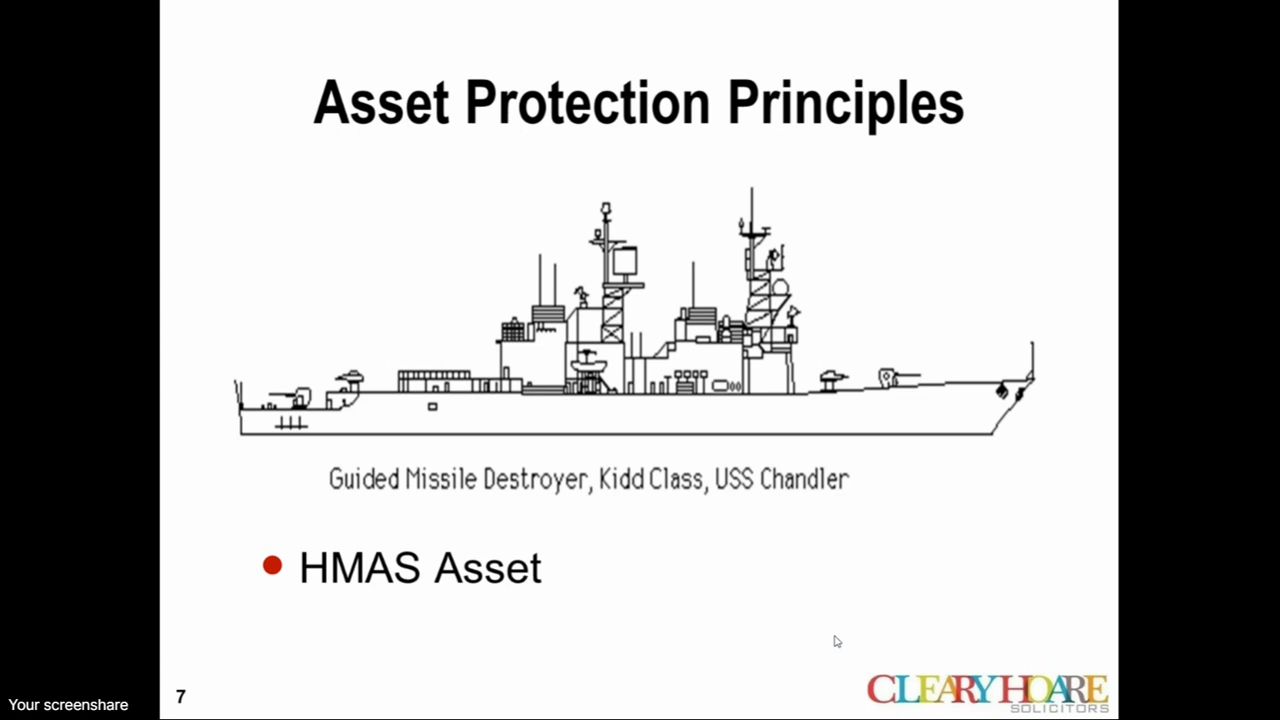 Asset Protection Principles
Guided Missile Destroyer, Kidd Class, USS Chandler
HMAS Asset
7
CLEARY HOARE
SOLICITORS
Your screenshare